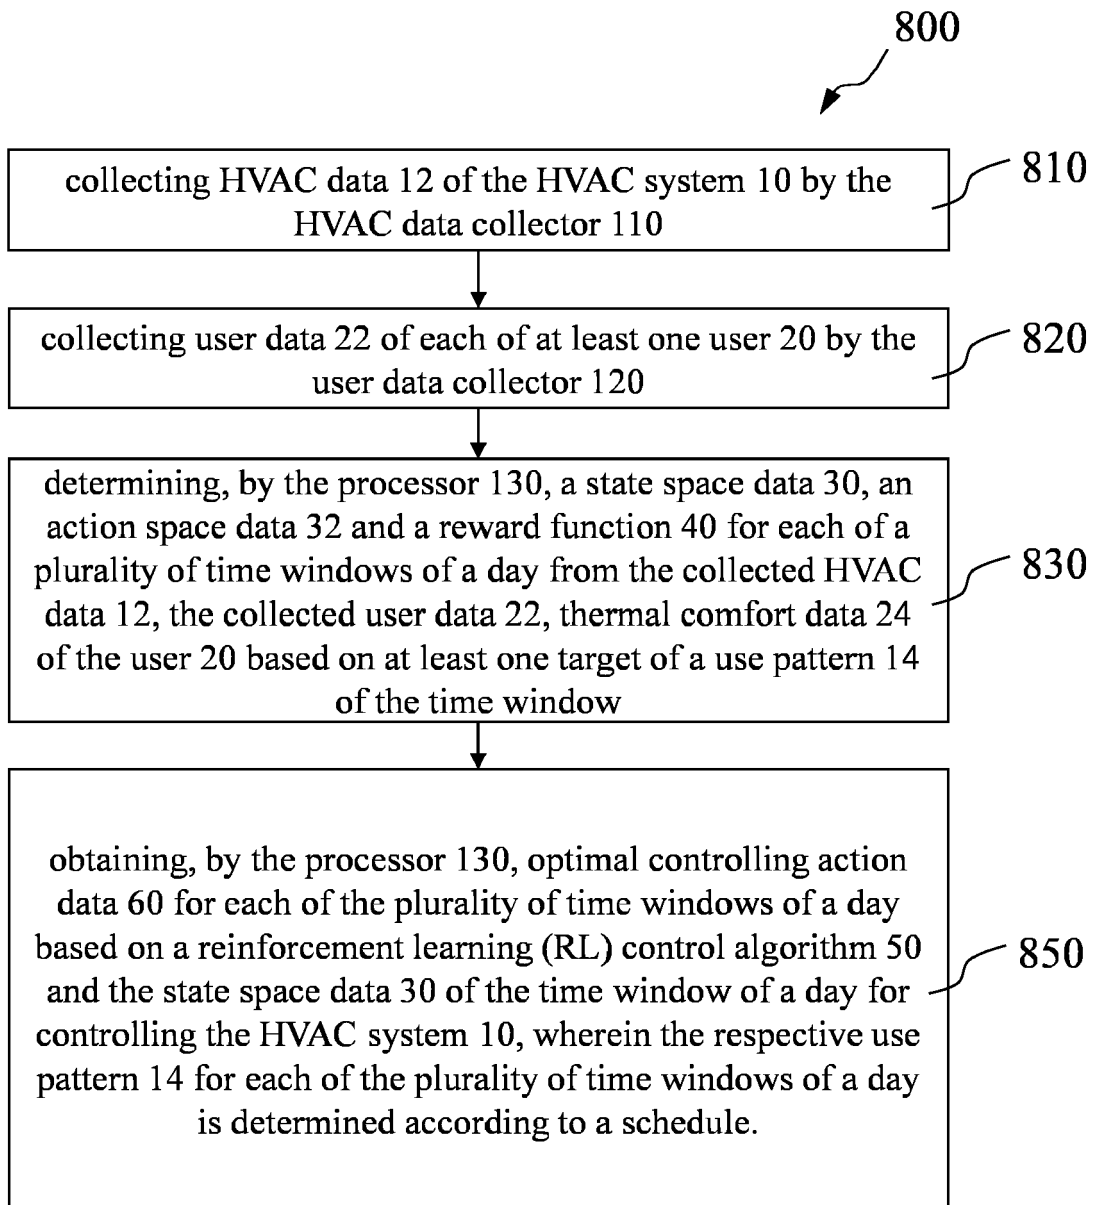 800
collecting HVAC data 12 of the HVAC system 10 by the
HVAC data collector 110
810
collecting user data 22 of each of at least one user 20 by the
user data collector 120
820
determining, by the processor 130, a state space data 30, an
action space data 32 and a reward function 40 for each of a
plurality of time windows of a day from the collected HVAC
data 12, the collected user data 22, thermal comfort data 24
of the user 20 based on at least one target of a use pattern 14
of the time window
830
obtaining, by the processor 130, optimal controlling action
data 60 for each of the plurality of time windows of a day
based on a reinforcement learning (RL) control algorithm 50
and the state space data 30 of the time window of a day for
controlling the HVAC system 10, wherein the respective use
pattern 14 for each of the plurality of time windows of a day
is determined according to a schedule.
850